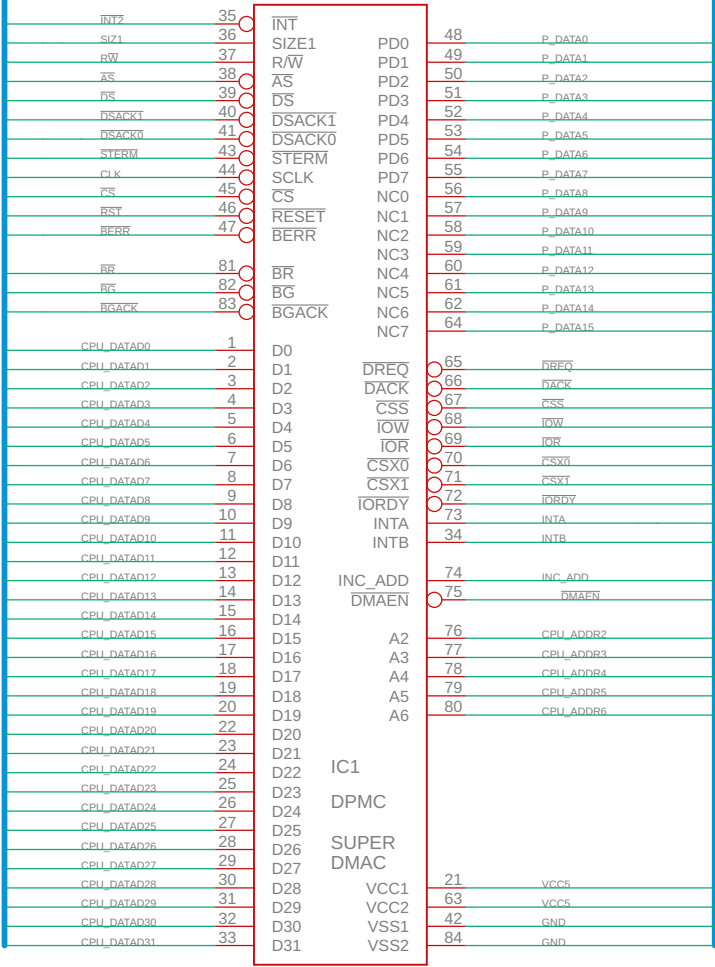 INT2 35 INT
SIZ1 36 SIZE1 PD0 48 P_DATA0
RW 37 R/W PD1 49 P_DATA1
AS 38 AS PD2 50 P_DATA2
DS 39 DS PD3 51 P_DATA3
DSACK1 40 DSACK1 PD4 52 P_DATA4
DSACK0 41 DSACK0 PD5 53 P_DATA5
STERM 43 STERM PD6 54 P_DATA6
CLK 44 SCLK PD7 55 P_DATA7
CS 45 CS NC0 56 P_DATA8
RST 46 RESET NC1 57 P_DATA9
BERR 47 BERR NC2 58 P_DATA10
NC3 59 P_DATA11
BR 81 BR NC4 60 P_DATA12
BG 82 BG NC5 61 P_DATA13
BGACK 83 BGACK NC6 62 P_DATA14
NC7 64 P_DATA15
CPU_DATAD0 1 D0
CPU_DATAD1 2 D1 DREQ 65 DREQ
CPU_DATAD2 3 D2 DACK 66 DACK
CPU_DATAD3 4 D3 CSS 67 CSS
CPU_DATAD4 5 D4 IOW 68 IOW
CPU_DATAD5 6 D5 IOR 69 IOR
CPU_DATAD6 7 D6 CSX0 70 CSX0
CPU_DATAD7 8 D7 CSX1 71 CSX1
CPU_DATAD8 9 D8 IORDY 72 IORDY
CPU_DATAD9 10 D9 INTA 73 INTA
CPU_DATAD10 11 D10 INTB 34 INTB
CPU_DATAD11 12 D11
CPU_DATAD12 13 D12 INC_ADD 74 INC_ADD
CPU_DATAD13 14 D13 DMAEN 75 DMAEN
CPU_DATAD14 15 D14
CPU_DATAD15 16 D15 A2 76 CPU_ADDR2
CPU_DATAD16 17 D16 A3 77 CPU_ADDR3
CPU_DATAD17 18 D17 A4 78 CPU_ADDR4
CPU_DATAD18 19 D18 A5 79 CPU_ADDR5
CPU_DATAD19 20 D19 A6 80 CPU_ADDR6
CPU_DATAD20 22 D20
CPU_DATAD21 23 D21
CPU_DATAD22 24 D22 IC1
CPU_DATAD23 25 D23
CPU_DATAD24 26 D24 DPMC
CPU_DATAD25 27 D25
CPU_DATAD26 28 D26 SUPER
CPU_DATAD27 29 D27 DMAC
CPU_DATAD28 30 D28 VCC1 21 VCC5
CPU_DATAD29 31 D29 VCC2 63 VCC5
CPU_DATAD30 32 D30 VSS1 42 GND
CPU_DATAD31 33 D31 VSS2 84 GND